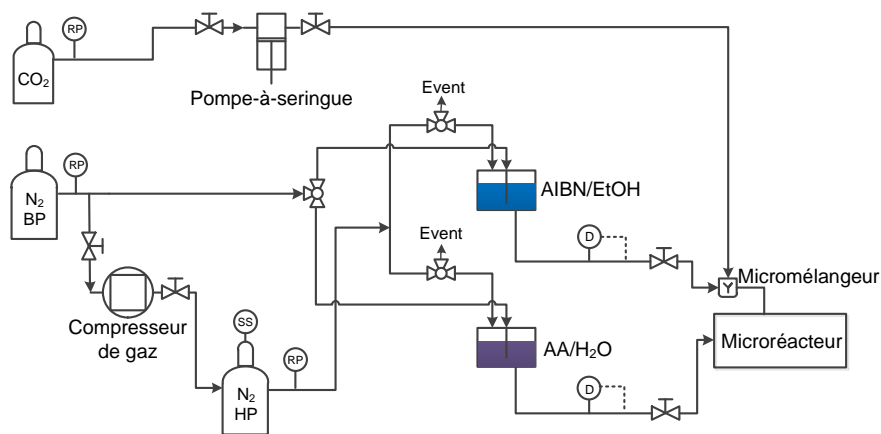 RP
CO₂
Pompe-à-seringue
Event
RP
N₂
BP
AIBN/EtOH
Event
D
Micromélangeur
Y
Compresseur
de gaz
SS
RP
N₂
HP
AA/H₂O
Microréacteur
D